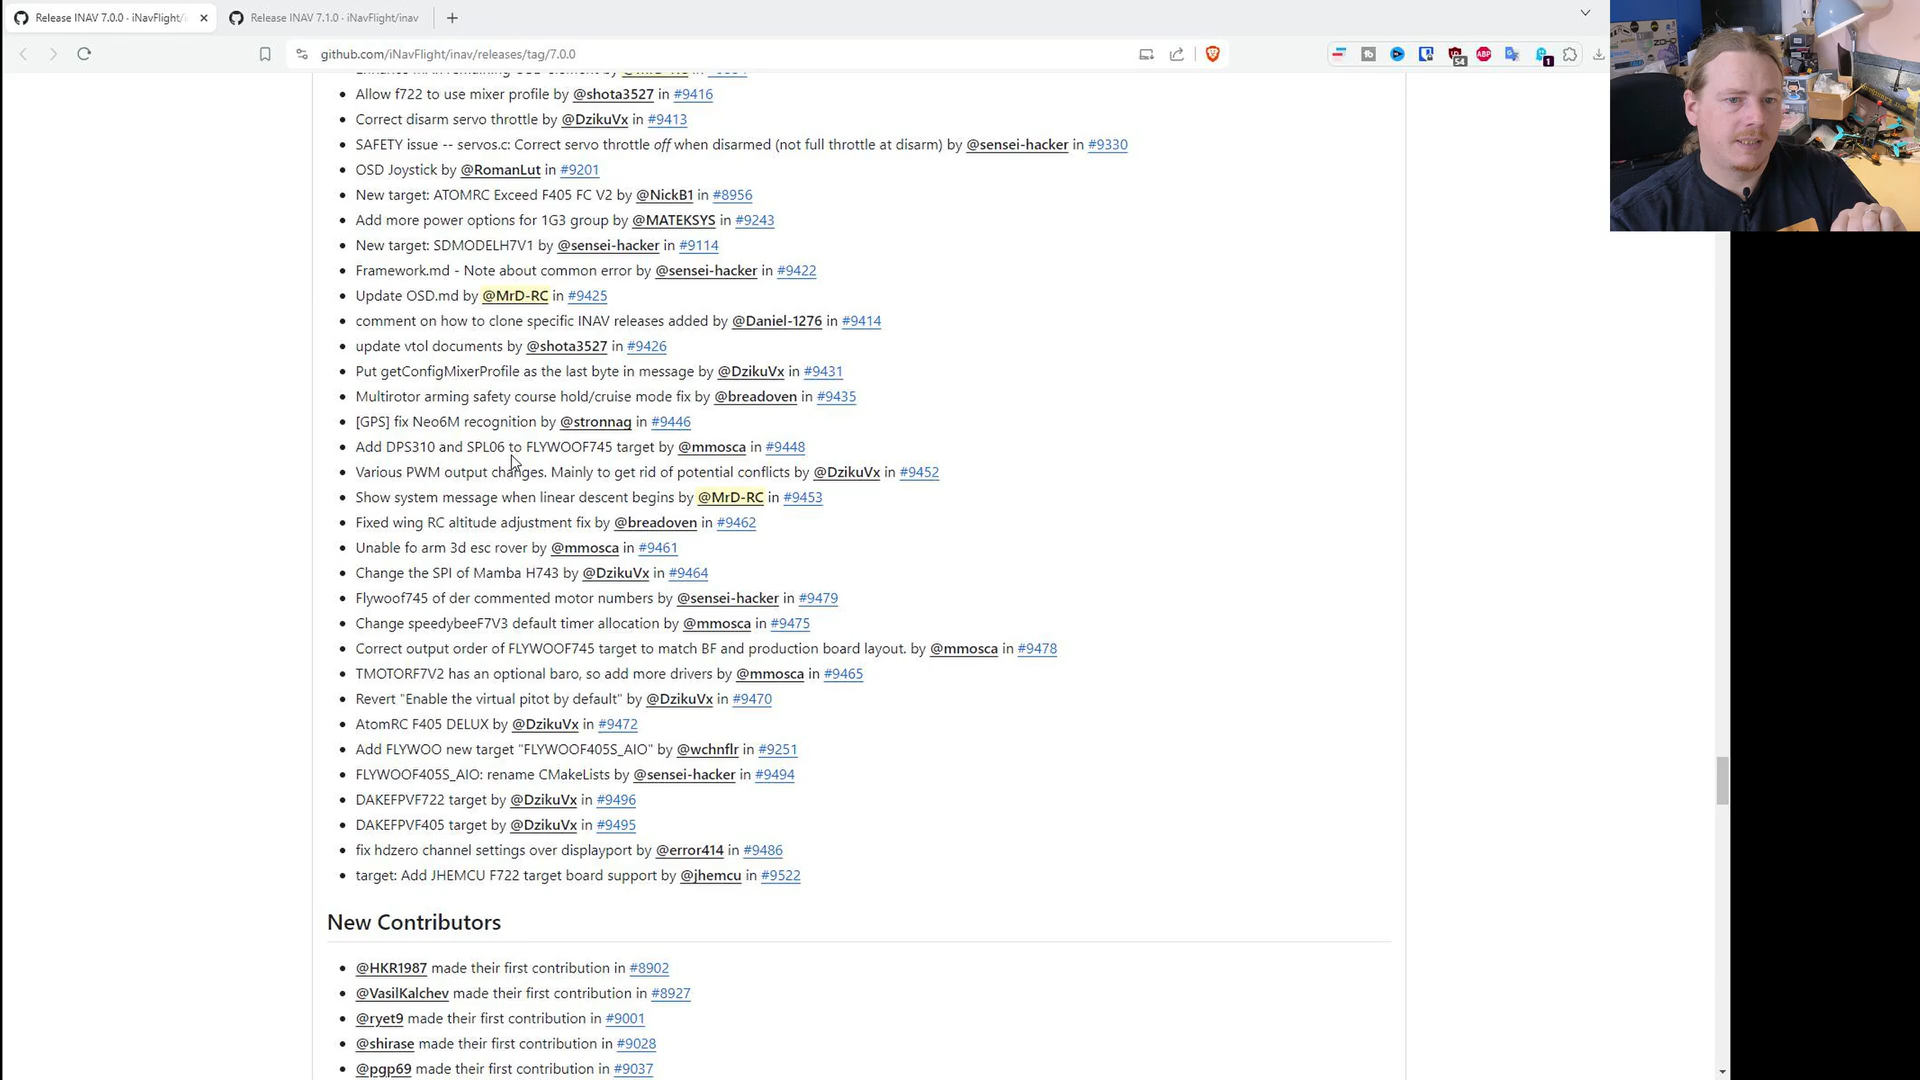 Release INAV 7.0.0 · iNavFlight/i
Release INAV 7.1.0 · iNavFlight/inav
github.com/iNavFlight/inav/releases/tag/7.0.0
54
ABP
1
Allow f722 to use mixer profile by @shota3527 in #9416
Correct disarm servo throttle by @DzikuVx in #9413
SAFETY issue -- servos.c: Correct servo throttle off when disarmed (not full throttle at disarm) by @sensei-hacker in #9330
OSD Joystick by @RomanLut in #9201
New target: ATOMRC Exceed F405 FC V2 by @NickB1 in #8956
Add more power options for 1G3 group by @MATEKSYS in #9243
New target: SDMODELH7V1 by @sensei-hacker in #9114
Framework.md - Note about common error by @sensei-hacker in #9422
Update OSD.md by @MrD-RC in #9425
comment on how to clone specific INAV releases added by @Daniel-1276 in #9414
update vtol documents by @shota3527 in #9426
Put getConfigMixerProfile as the last byte in message by @DzikuVx in #9431
Multirotor arming safety course hold/cruise mode fix by @breadoven in #9435
[GPS] fix Neo6M recognition by @stronnag in #9446
Add DPS310 and SPL06 to FLYWOOF745 target by @mmosca in #9448
Various PWM output changes. Mainly to get rid of potential conflicts by @DzikuVx in #9452
Show system message when linear descent begins by @MrD-RC in #9453
Fixed wing RC altitude adjustment fix by @breadoven in #9462
Unable fo arm 3d esc rover by @mmosca in #9461
Change the SPI of Mamba H743 by @DzikuVx in #9464
Flywoof745 of der commented motor numbers by @sensei-hacker in #9479
Change speedybeeF7V3 default timer allocation by @mmosca in #9475
Correct output order of FLYWOOF745 target to match BF and production board layout. by @mmosca in #9478
TMOTORF7V2 has an optional baro, so add more drivers by @mmosca in #9465
Revert "Enable the virtual pitot by default" by @DzikuVx in #9470
AtomRC F405 DELUX by @DzikuVx in #9472
Add FLYWOO new target "FLYWOOF405S_AIO" by @wchnflr in #9251
FLYWOOF405S_AIO: rename CMakeLists by @sensei-hacker in #9494
DAKEFPVF722 target by @DzikuVx in #9496
DAKEFPVF405 target by @DzikuVx in #9495
fix hdzero channel settings over displayport by @error414 in #9486
target: Add JHEMCU F722 target board support by @jhemcu in #9522
New Contributors
@HKR1987 made their first contribution in #8902
@VasilKalchev made their first contribution in #8927
@ryet9 made their first contribution in #9001
@shirase made their first contribution in #9028
@pgp69 made their first contribution in #9037